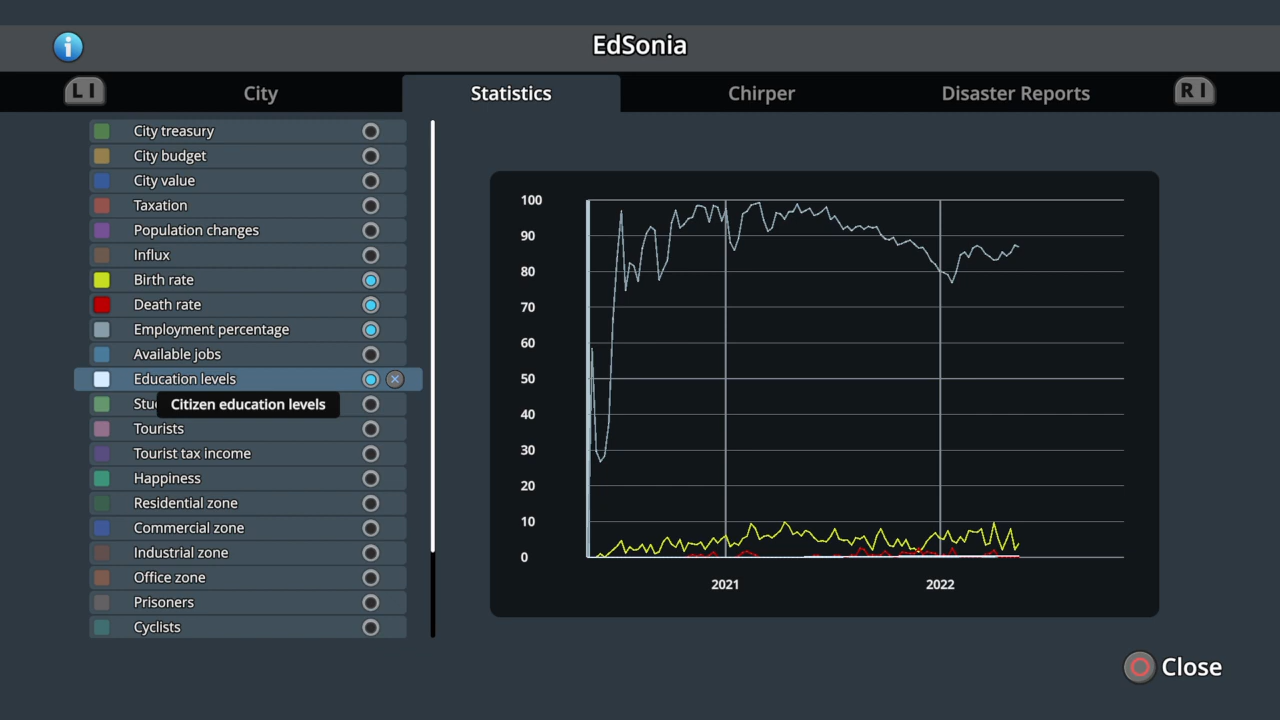 EdSonia
L1
City
Statistics
Chirper
Disaster Reports
R1
City treasury
City budget
City value
Taxation
Population changes
Influx
Birth rate
Death rate
Employment percentage
Available jobs
Education levels
Stu
Citizen education levels
Tourists
Tourist tax income
Happiness
Residential zone
Commercial zone
Industrial zone
Office zone
Prisoners
Cyclists
100
90
80
70
60
50
40
30
20
10
0
2021
2022
Close